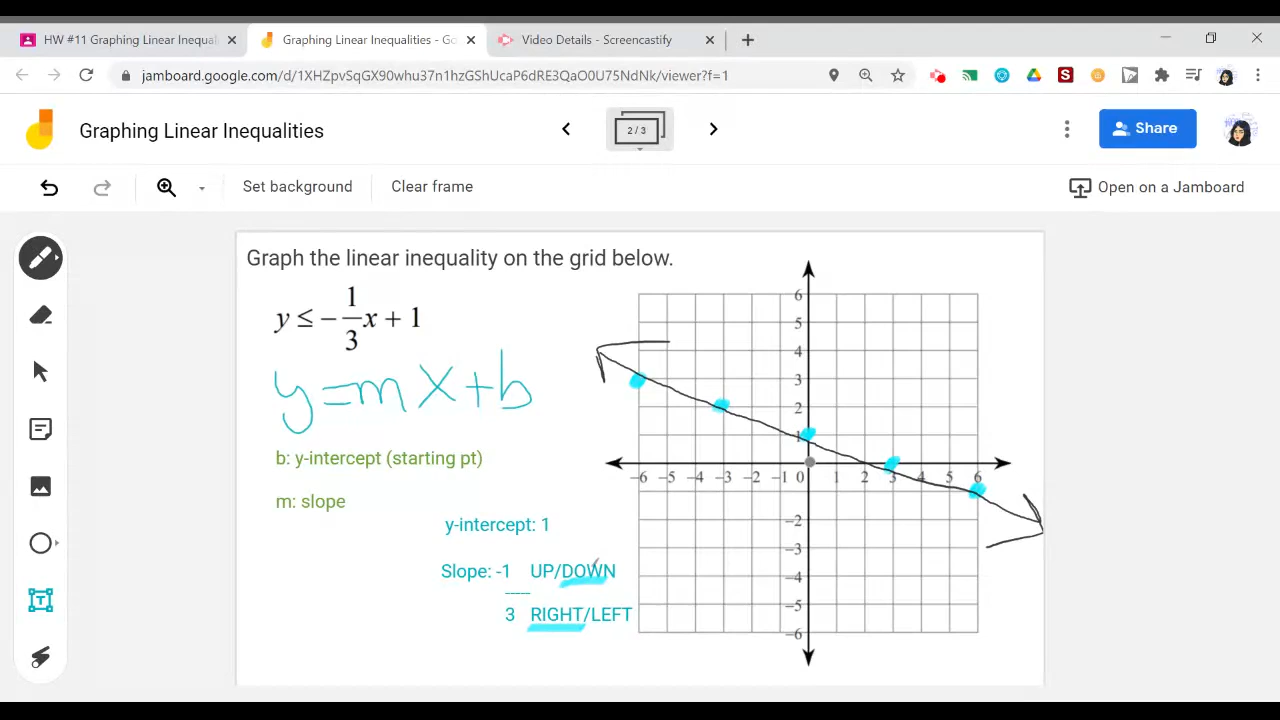 HW #11 Graphing Linear Inequal
Graphing Linear Inequalities - Go
Video Details - Screencastify
jamboard.google.com/d/1XHZpvSDtX90whu37n1hzGShUcaP6dRE3QaO0U75NdNk/viewer?f=1
Graphing Linear Inequalities
2 / 3
Share
Set background
Clear frame
Open on a Jamboard
Graph the linear inequality on the grid below.
y ≤ -1/3x + 1
y = mx + b
b: y-intercept (starting pt)
m: slope
y-intercept: 1
Slope: -1 UP/DOWN
-----
3 RIGHT/LEFT
6
5
4
3
2
1
-6 -5 -4 -3 -2 -1 0 1 2 3 4 5 6
-2
-3
-4
-5
-6